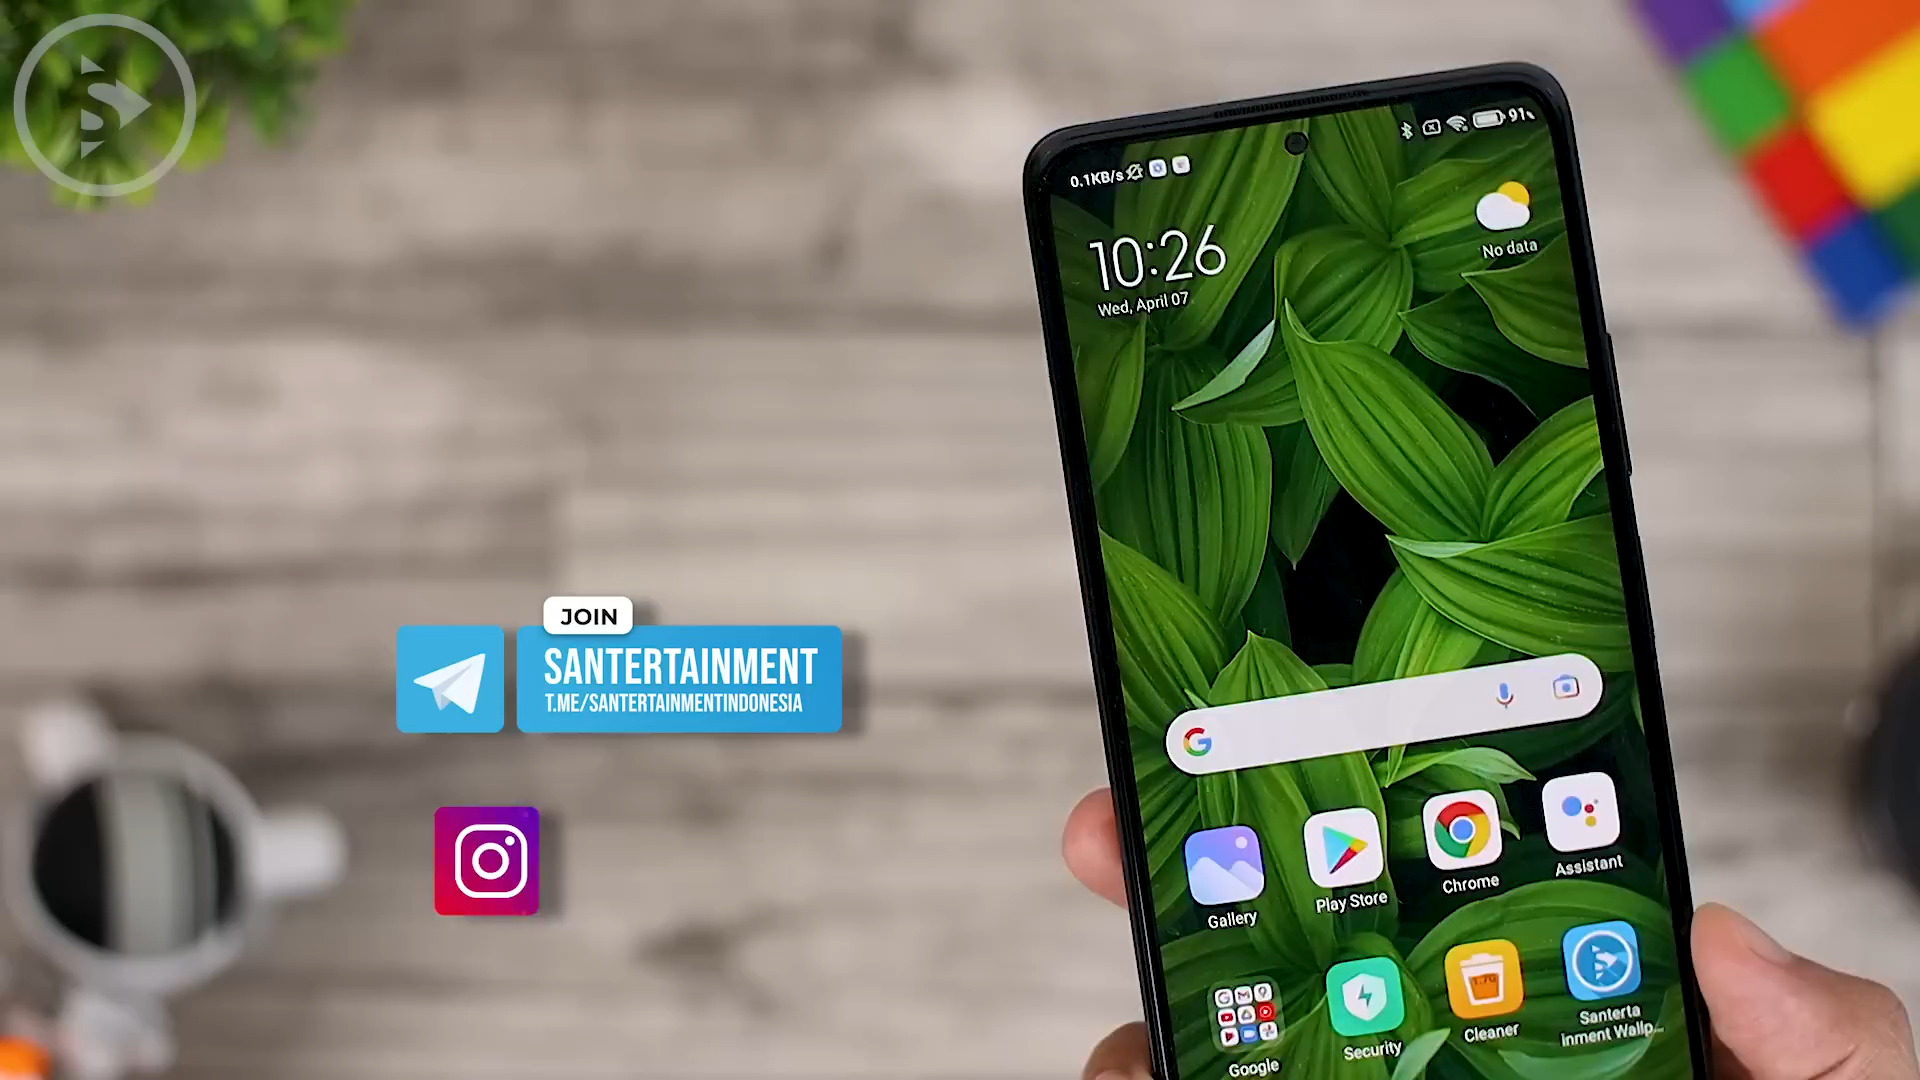 0.1KB/s
91%
10:26
Wed, April 07
No data
JOIN
SANTERTAINMENT
T.ME/SANTERTAINMENTINDONESIA
Gallery
Play Store
Chrome
Assistant
Google
Security
Cleaner
Santerta
inment Wallp...